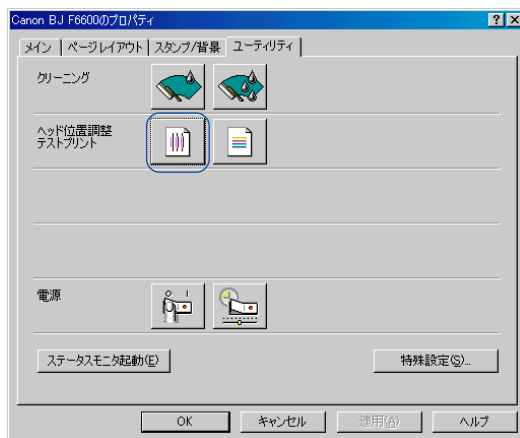 Canon BJ F6600のプロパティ
メイン ページレイアウト スタンプ/背景 ユーティリティ
クリーニング
ヘッド位置調整
テストプリント
電源
ステータスモニタ起動(E) 特殊設定(S)...
OK キャンセル 適用(A) ヘルプ